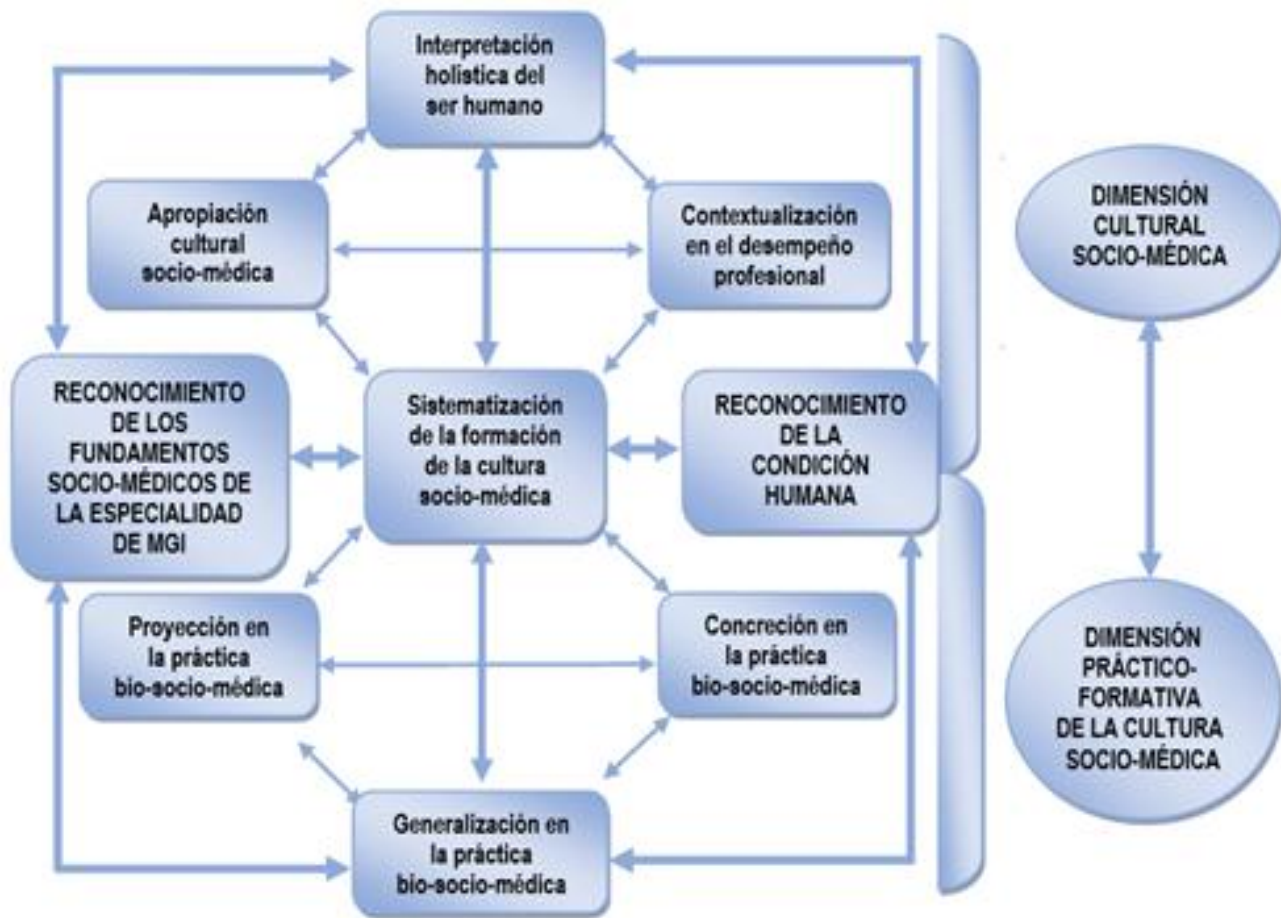 Interpretación
holística del
ser humano
Apropiación
cultural
socio-médica
Contextualización
en el desempeño
profesional
DIMENSIÓN
CULTURAL
SOCIO-MÉDICA
RECONOCIMIENTO
DE LOS
FUNDAMENTOS
SOCIO-MÉDICOS DE
LA ESPECIALIDAD
DE MGI
Sistematización
de la formación
de la cultura
socio-médica
RECONOCIMIENTO
DE LA
CONDICIÓN
HUMANA
Proyección en
la práctica
bio-socio-médica
Concreción en
la práctica
bio-socio-médica
DIMENSIÓN
PRÁCTICO-
FORMATIVA
DE LA CULTURA
SOCIO-MÉDICA
Generalización en
la práctica
bio-socio-médica